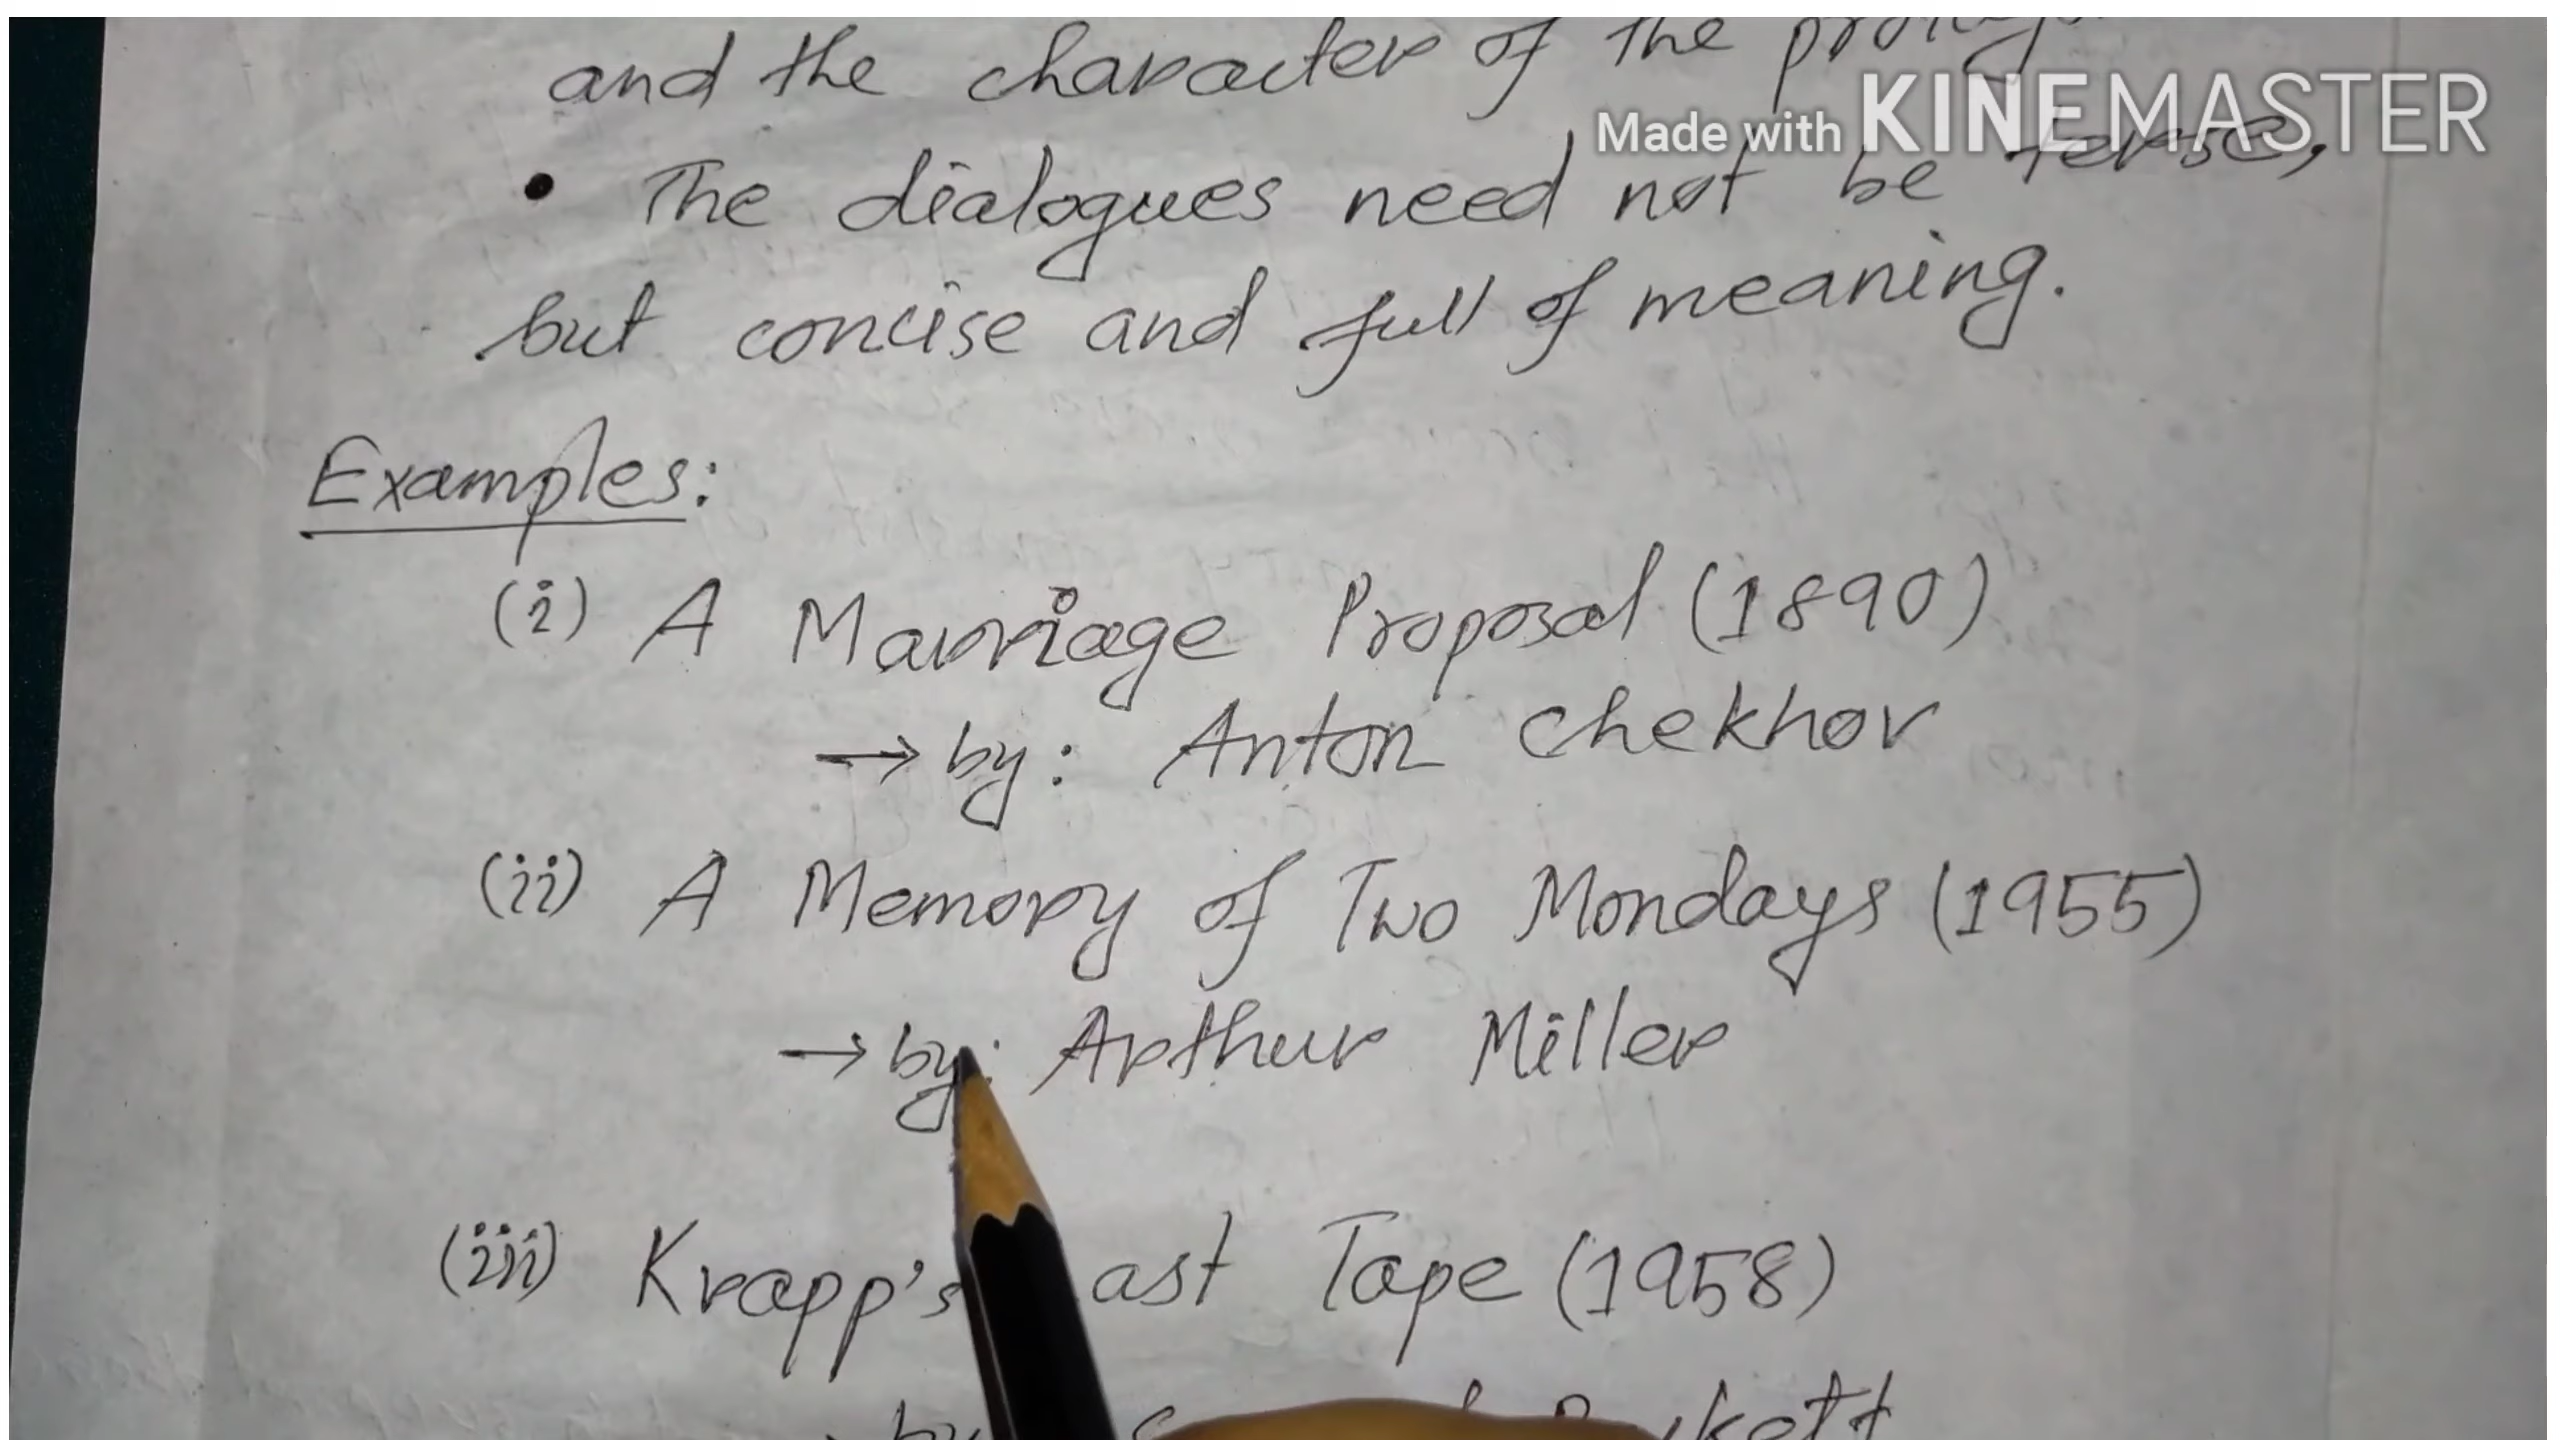 and the character of the
Made with KINEMASTER
• The dialogues need not be terse,
but concise and full of meaning.
Examples:
(i) A Marriage Proposal (1890)
→ by: Anton Chekhov
(ii) A Memory of Two Mondays (1955)
→ by: Arthur Miller
(iii) Krapp's ast Tape (1958)
by